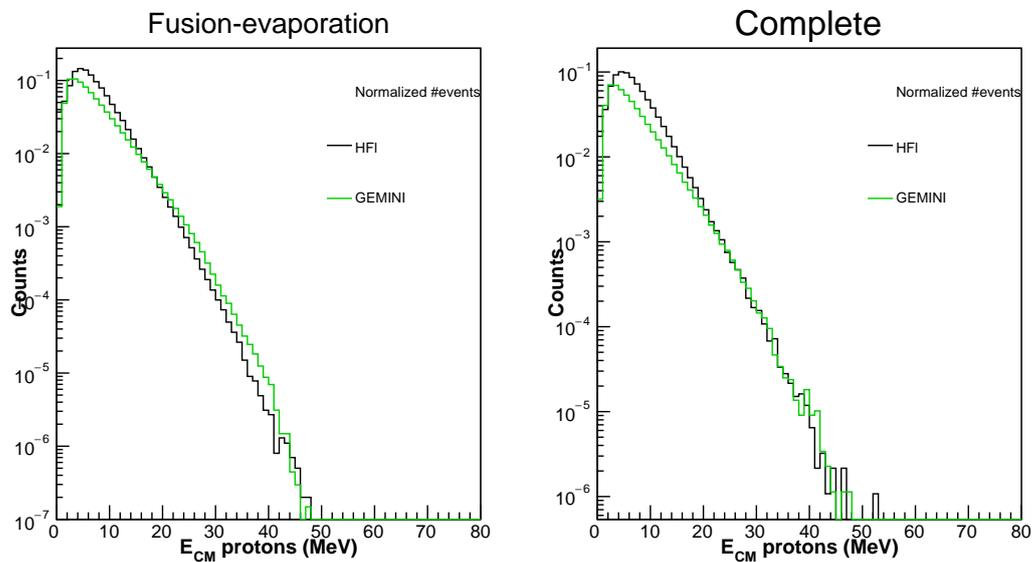 Fusion-evaporation
Counts
10⁻¹
10⁻²
10⁻³
10⁻⁴
10⁻⁵
10⁻⁶
10⁻⁷
Normalized #events
HFl
GEMINI
0 10 20 30 40 50 60 70 80
E_CM protons (MeV)
Complete
Counts
10⁻¹
10⁻²
10⁻³
10⁻⁴
10⁻⁵
10⁻⁶
Normalized #events
HFl
GEMINI
0 10 20 30 40 50 60 70 80
E_CM protons (MeV)